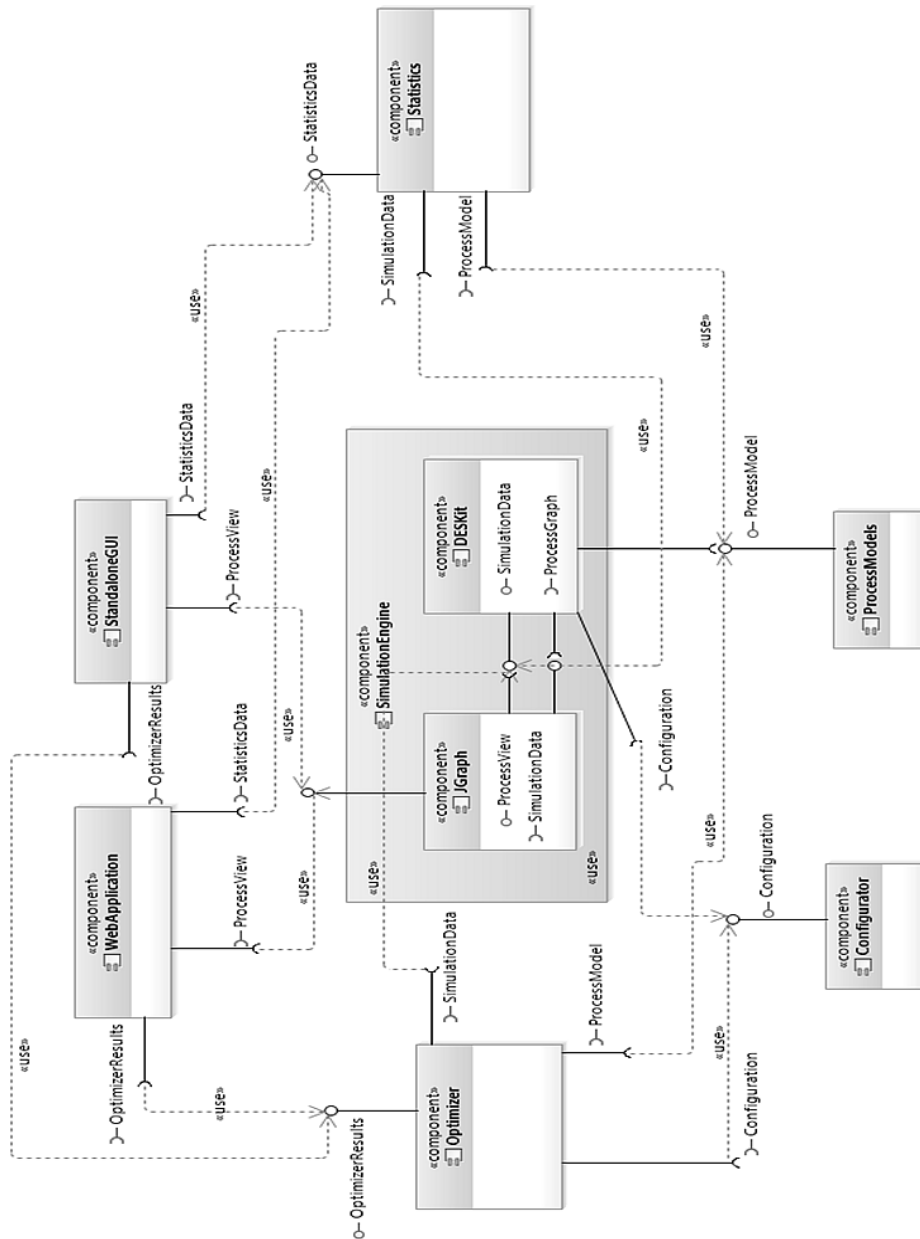 «component»
WebApplication
OptimizerResults
ProcessView
StatisticsData
«component»
StandaloneGUI
OptimizerResults
ProcessView
StatisticsData
«use»
«use»
«use»
«use»
«use»
«use»
OptimizerResults
StatisticsData
«component»
Optimizer
SimulationData
ProcessModel
Configuration
«use»
«component»
SimulationEngine
«component»
JGraph
ProcessView
SimulationData
«component»
DESKit
SimulationData
ProcessGraph
«use»
Configuration
«component»
Statistics
SimulationData
ProcessModel
«use»
«use»
«use»
«use»
Configuration
ProcessModel
«component»
Configurator
«component»
ProcessModels